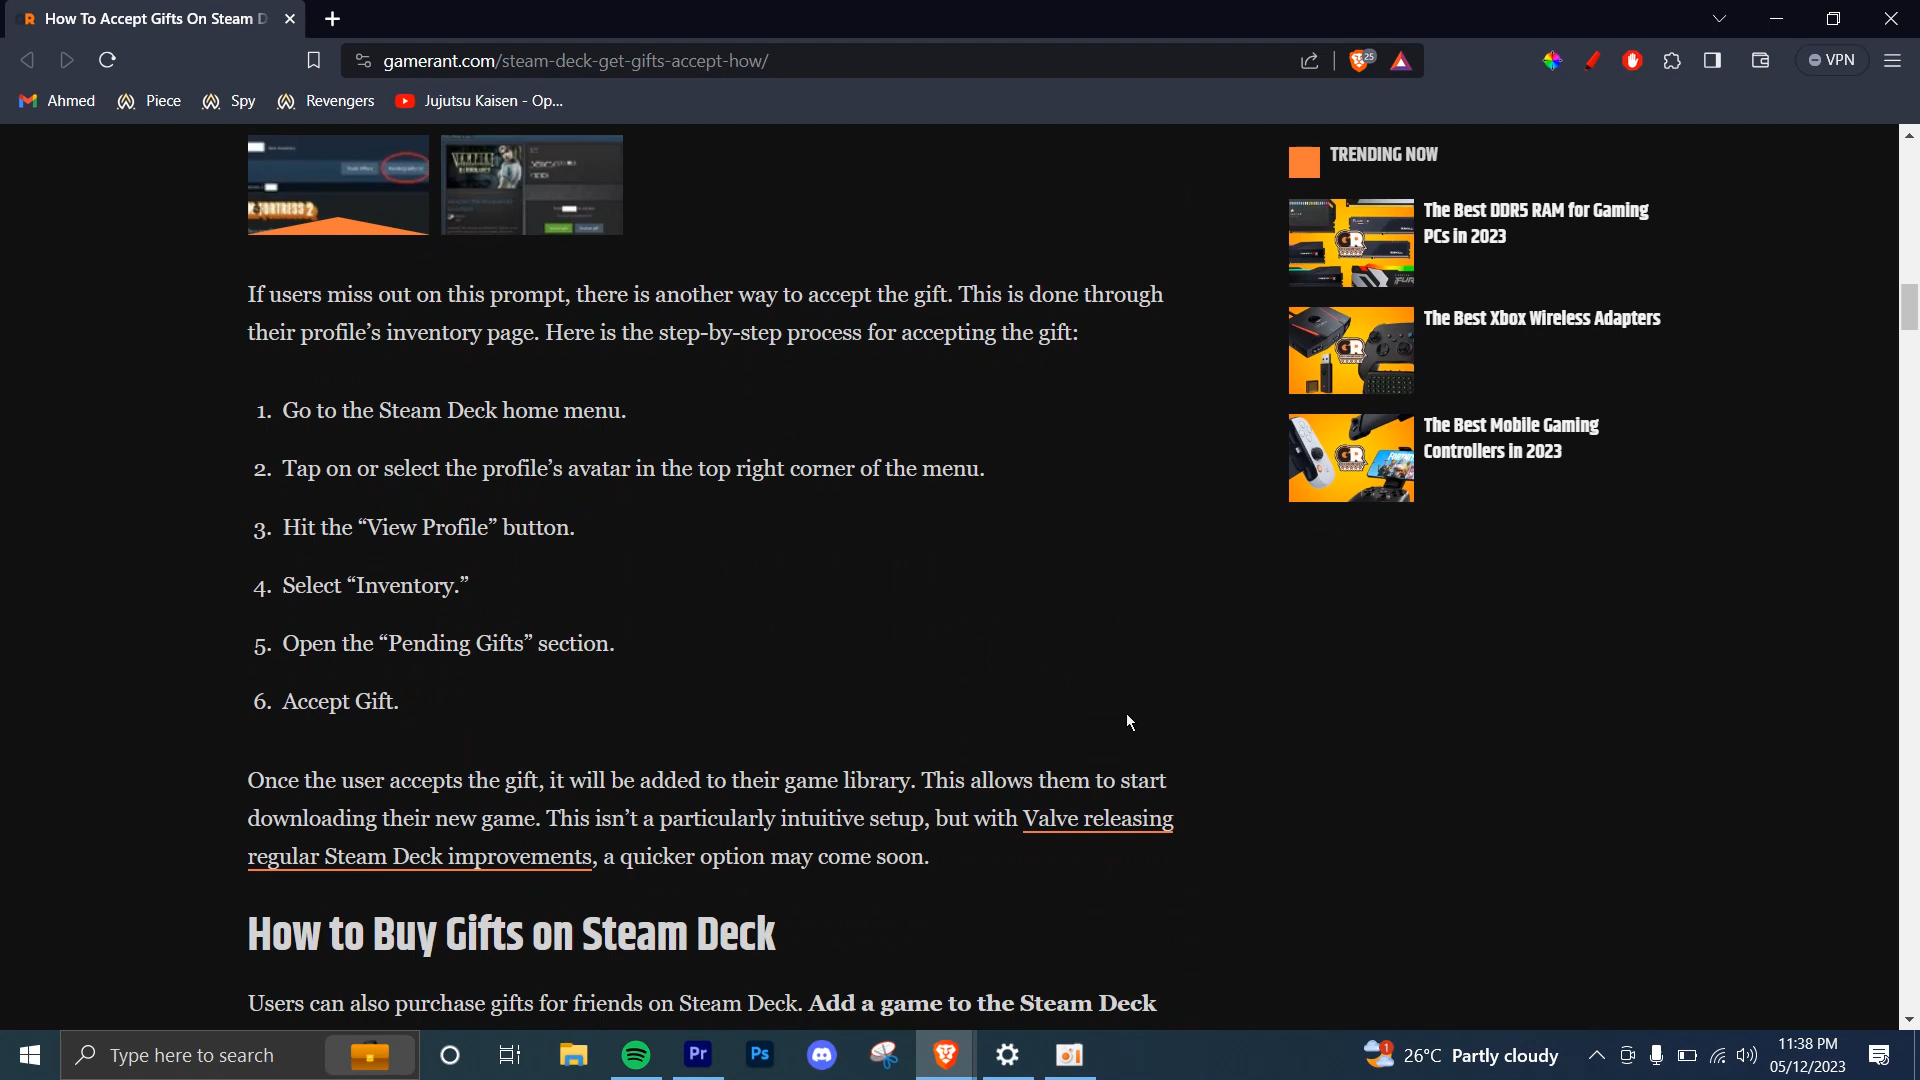 How To Accept Gifts On Steam D
gamerant.com/steam-deck-get-gifts-accept-how/
25
VPN
Ahmed
Piece
Spy
Revengers
Jujutsu Kaisen - Op...
TRENDING NOW
The Best DDR5 RAM for Gaming
PCs in 2023
The Best Xbox Wireless Adapters
The Best Mobile Gaming
Controllers in 2023
If users miss out on this prompt, there is another way to accept the gift. This is done through
their profile’s inventory page. Here is the step-by-step process for accepting the gift:
1. Go to the Steam Deck home menu.
2. Tap on or select the profile’s avatar in the top right corner of the menu.
3. Hit the “View Profile” button.
4. Select “Inventory.”
5. Open the “Pending Gifts” section.
6. Accept Gift.
Once the user accepts the gift, it will be added to their game library. This allows them to start
downloading their new game. This isn’t a particularly intuitive setup, but with Valve releasing
regular Steam Deck improvements, a quicker option may come soon.
How to Buy Gifts on Steam Deck
Users can also purchase gifts for friends on Steam Deck. Add a game to the Steam Deck
Type here to search
Pr
Ps
1
26°C Partly cloudy
11:38 PM
05/12/2023